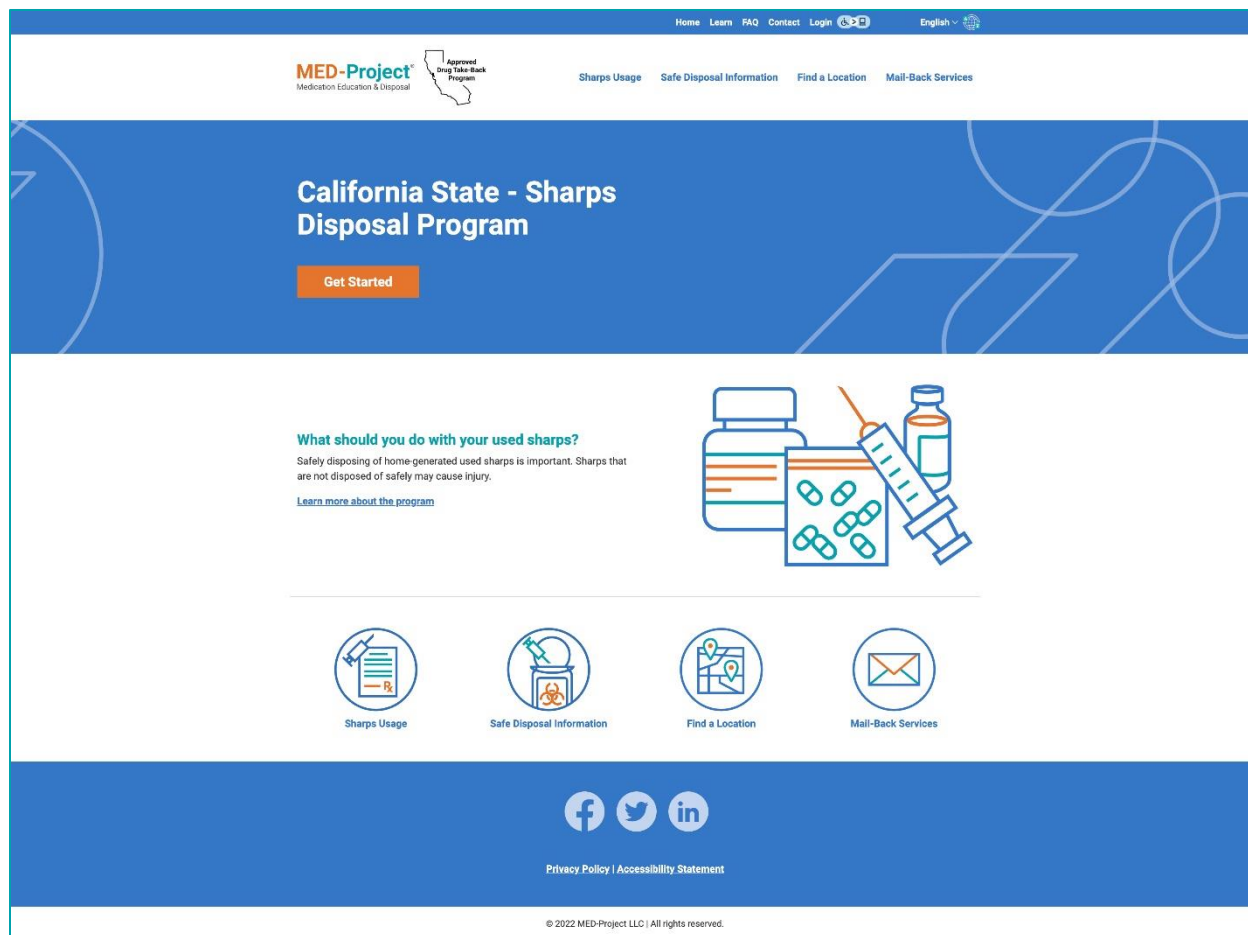 Home Learn FAQ Contact Login English
MED-Project®
Medication Education & Disposal
Approved
Drug Take-Back
Program
Sharps Usage Safe Disposal Information Find a Location Mail-Back Services
California State - Sharps
Disposal Program
Get Started
What should you do with your used sharps?
Safely disposing of home-generated used sharps is important. Sharps that
are not disposed of safely may cause injury.
Learn more about the program
Rx
Sharps Usage Safe Disposal Information Find a Location Mail-Back Services
f in
Privacy Policy | Accessibility Statement
© 2022 MED-Project LLC | All rights reserved.